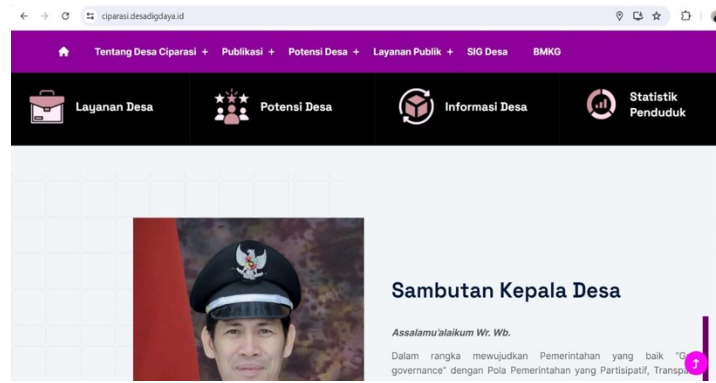 ciparasi.desadigdaya.id
Tentang Desa Ciparasi + Publikasi + Potensi Desa + Layanan Publik + SIG Desa BMKG
Layanan Desa
Potensi Desa
Informasi Desa
Statistik
Penduduk
Sambutan Kepala Desa
Assalamu'alaikum Wr. Wb.
Dalam rangka mewujudkan Pemerintahan yang baik
governance" dengan Pola Pemerintahan yang Partisipatif,